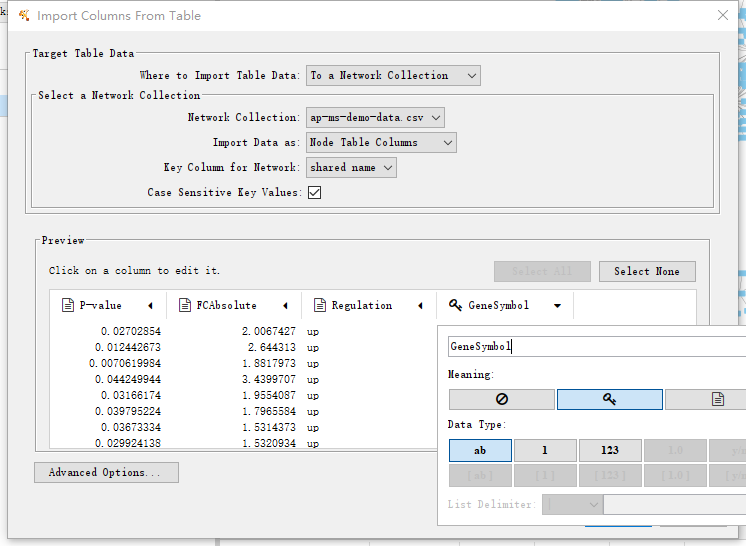 Import Columns From Table
Target Table Data
Where to Import Table Data: To a Network Collection
Select a Network Collection
Network Collection: ap-ms-demo-data.csv
Import Data as: Node Table Columns
Key Column for Network: shared name
Case Sensitive Key Values:
Preview
Click on a column to edit it.
Select All
Select None
P-value FCAbsolute Regulation GeneSymbol
0.02702854 2.0067427 up
0.012442673 2.644313 up
0.0070619984 1.8817973 up
0.044249944 3.4399707 up
0.03166174 1.9554087 up
0.039795224 1.7965584 up
0.03673334 1.5314373 up
0.029924138 1.5320934 up
GeneSymbol
Meaning:
Data Type:
ab 1 123 1.0 y/n
[ab] [1] [123] [1.0] [y/n
List Delimiter: |
Advanced Options...